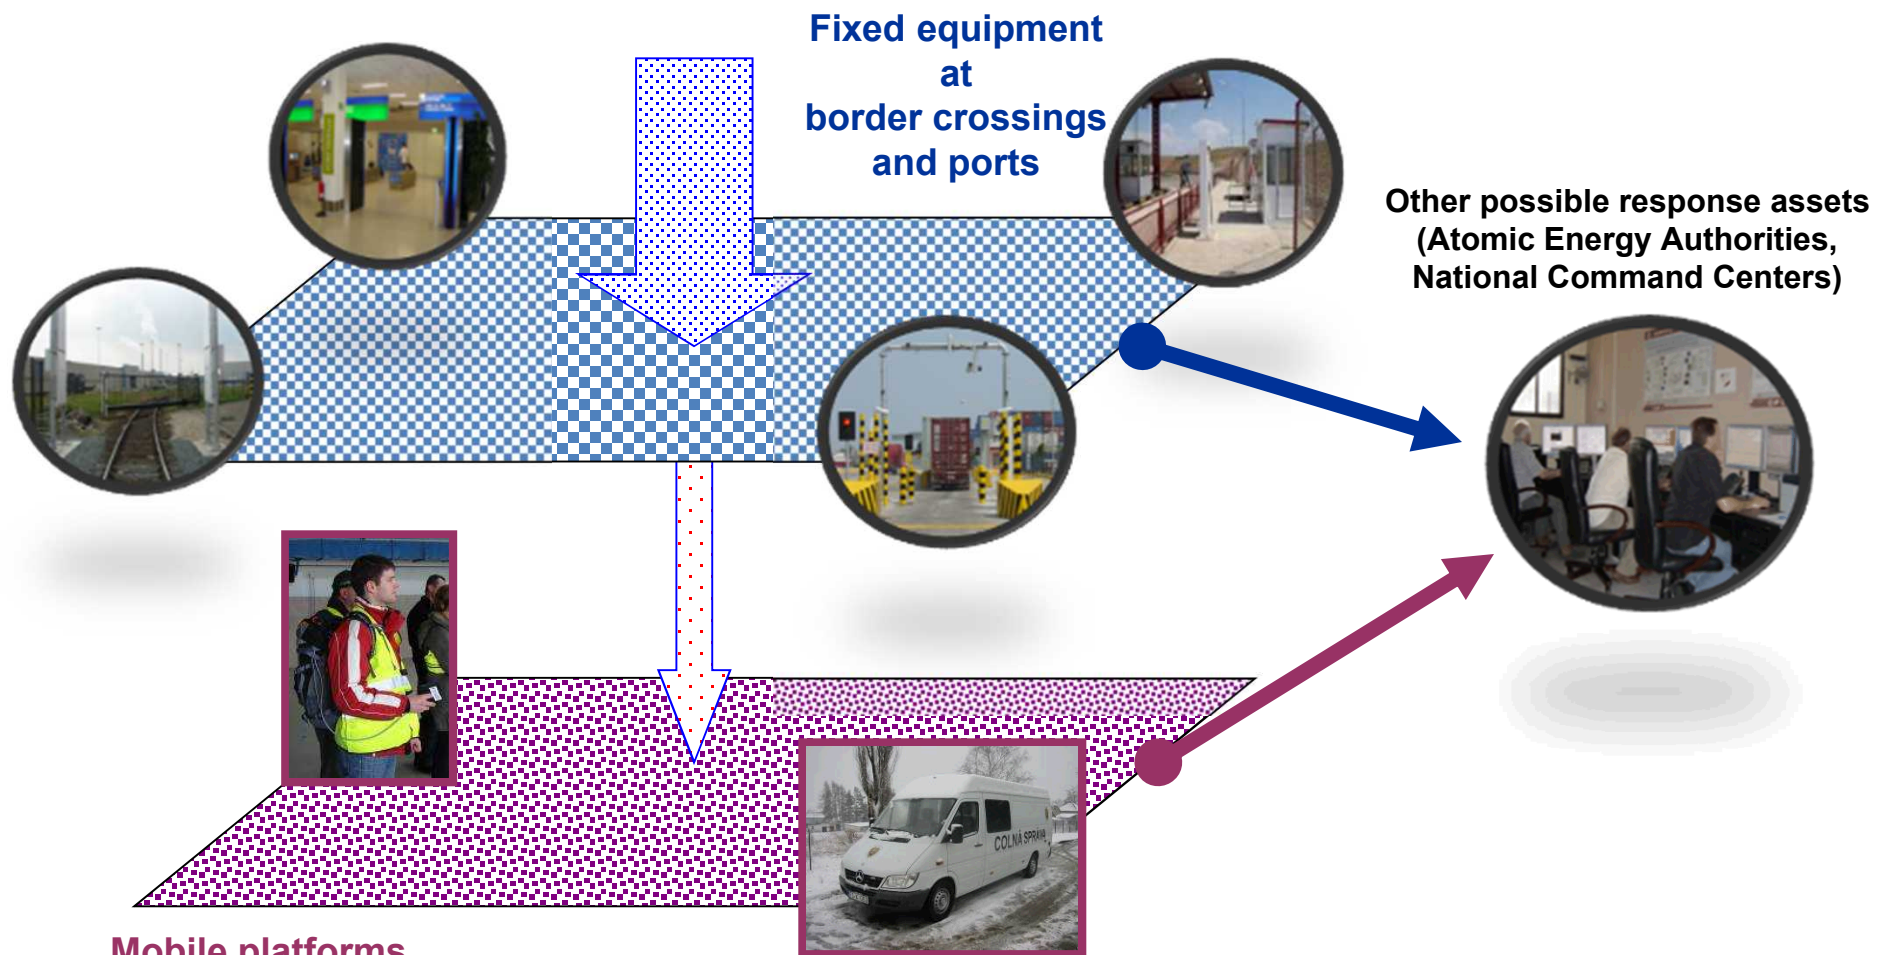 Fixed equipment
at
border crossings
and ports
Other possible response assets
(Atomic Energy Authorities,
National Command Centers)
COLNÁ SPRÁVA
Mobile platforms